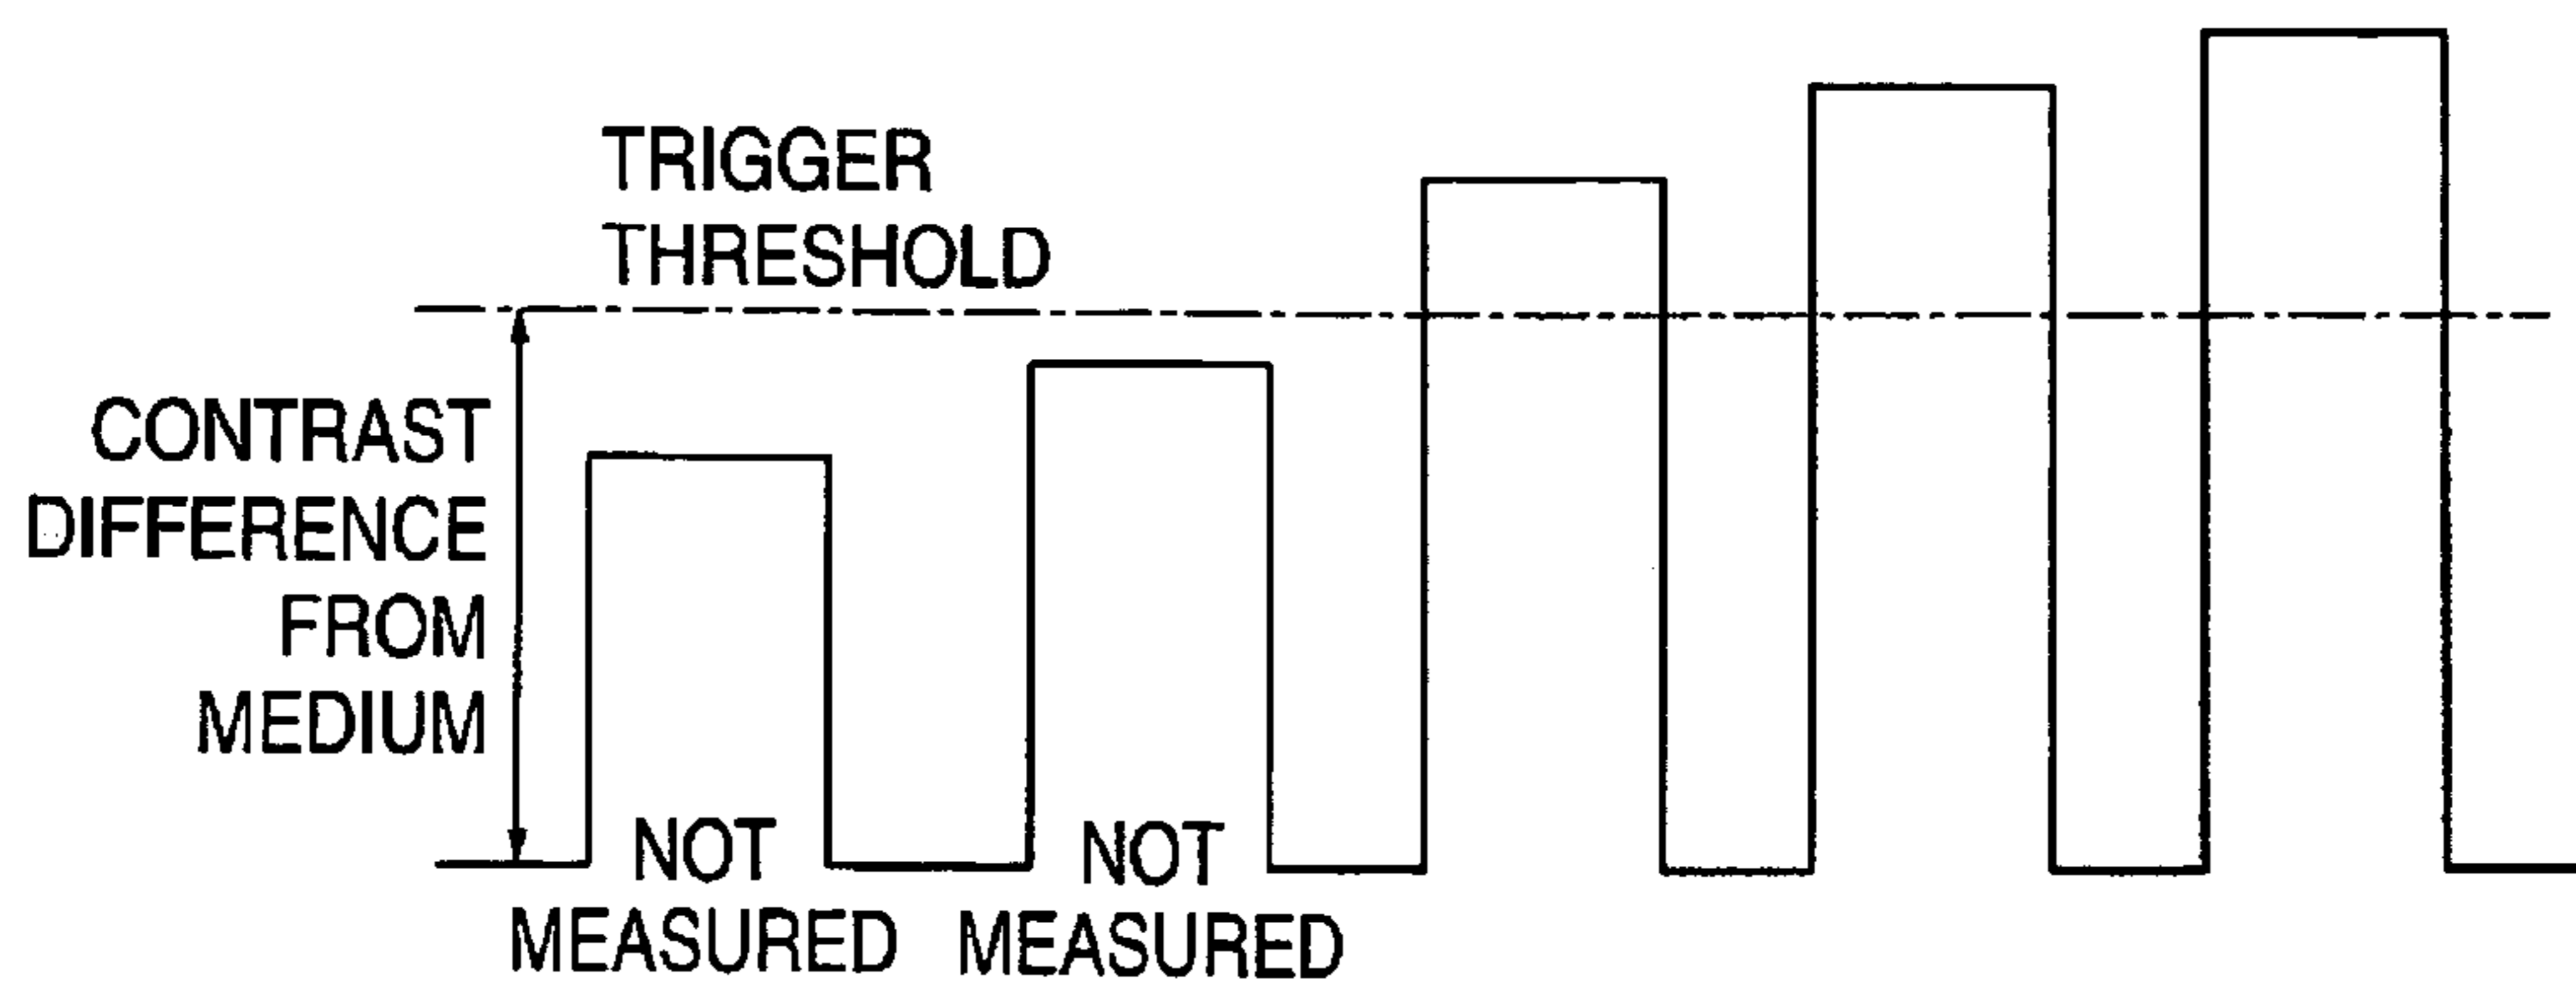 TRIGGER
THRESHOLD
CONTRAST
DIFFERENCE
FROM
MEDIUM
NOT
MEASURED
NOT
MEASURED